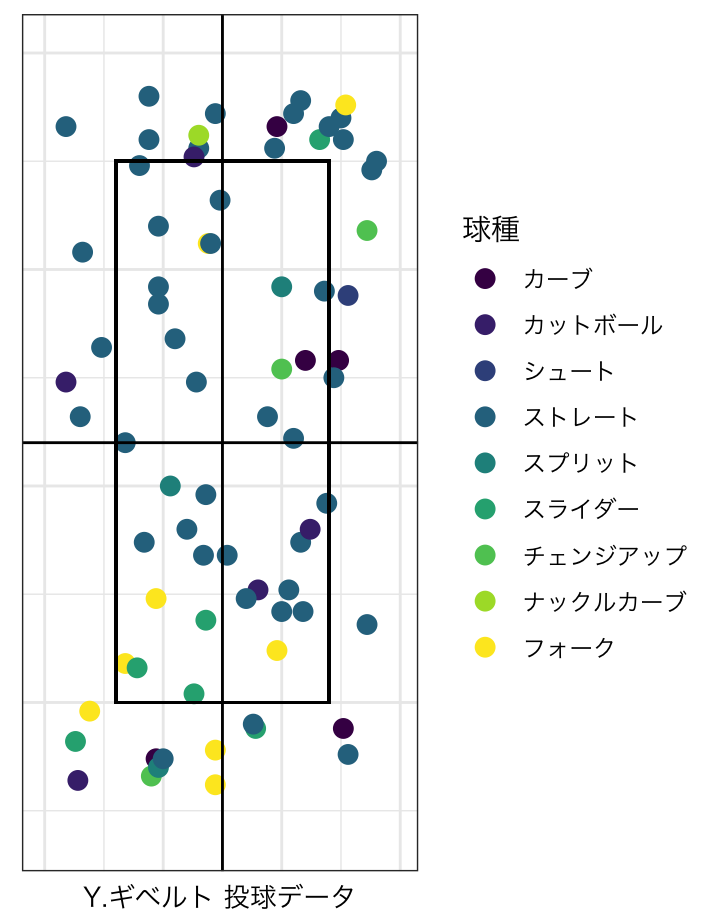 球種
カーブ
カットボール
シュート
ストレート
スプリット
スライダー
チェンジアップ
ナックルカーブ
フォーク
Y.ギベルト 投球データ